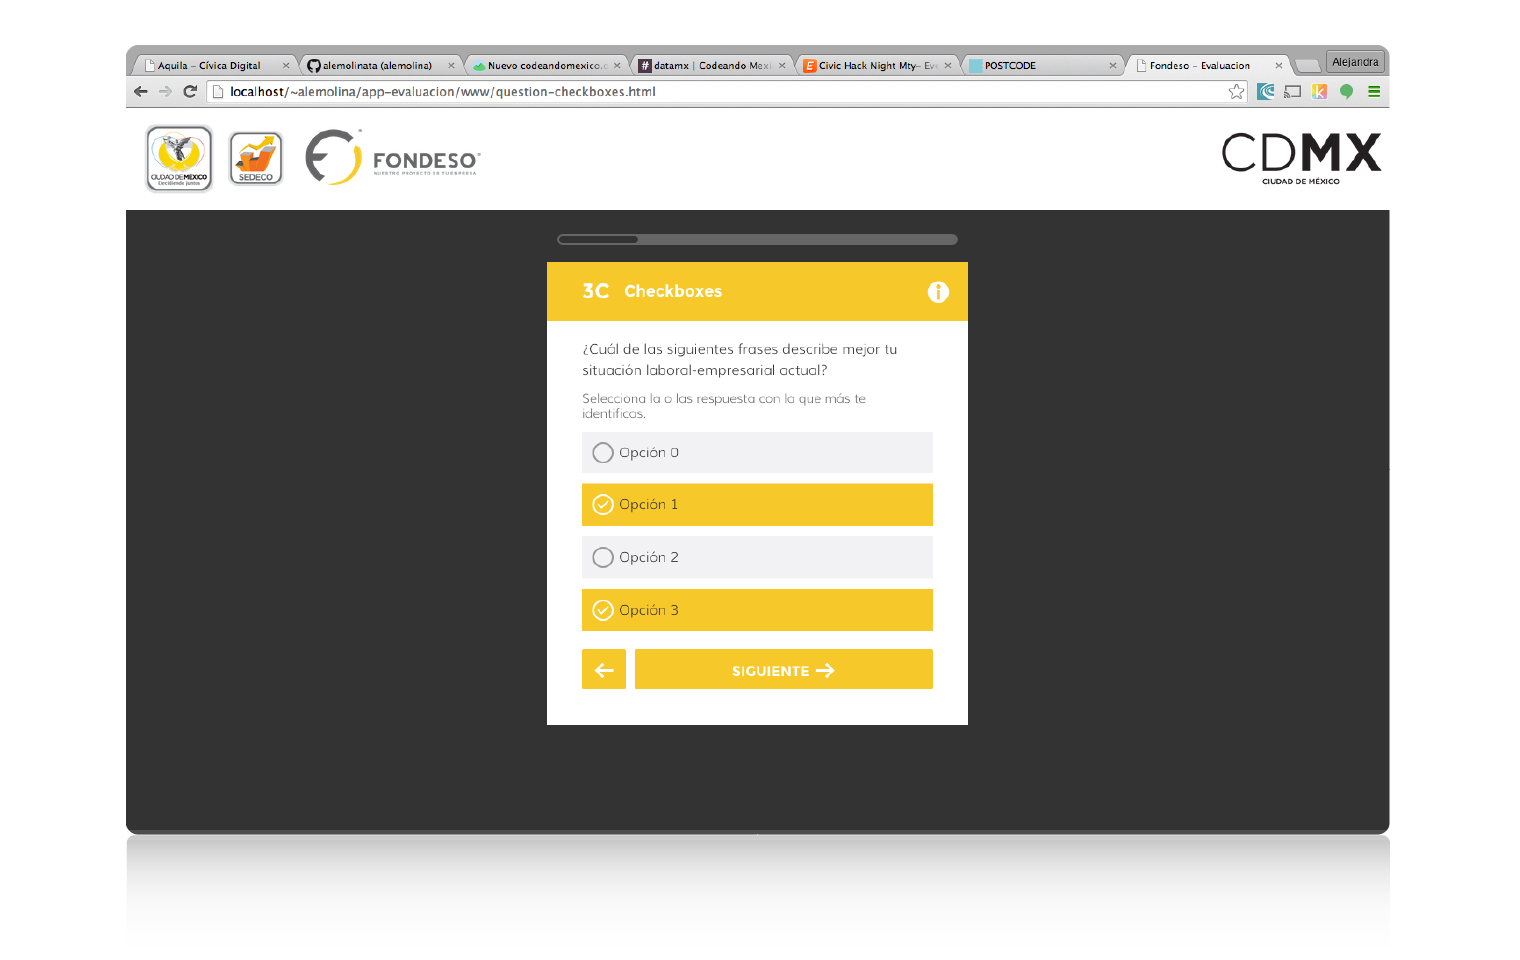 Aquila – Cívica Digital
alemolinata (alemolina)
Nuevo codeandomexico.c
datamx | Codeando Mexi
Civic Hack Night Mty– Eve
POSTCODE
Fondeso – Evaluacion
Alejandra
localhost/~alemolina/app-evaluacion/www/question-checkboxes.html
CIUDAD DE MÉXICO
Decidiendo Juntos
SEDECO
FONDESO
NUESTRO PROYECTO ES TU EMPRESA
CDMX
CIUDAD DE MÉXICO
3C Checkboxes
¿Cuál de las siguientes frases describe mejor tu
situación laboral-empresarial actual?
Selecciona la o las respuesta con la que más te
identificas.
Opción 0
Opción 1
Opción 2
Opción 3
SIGUIENTE